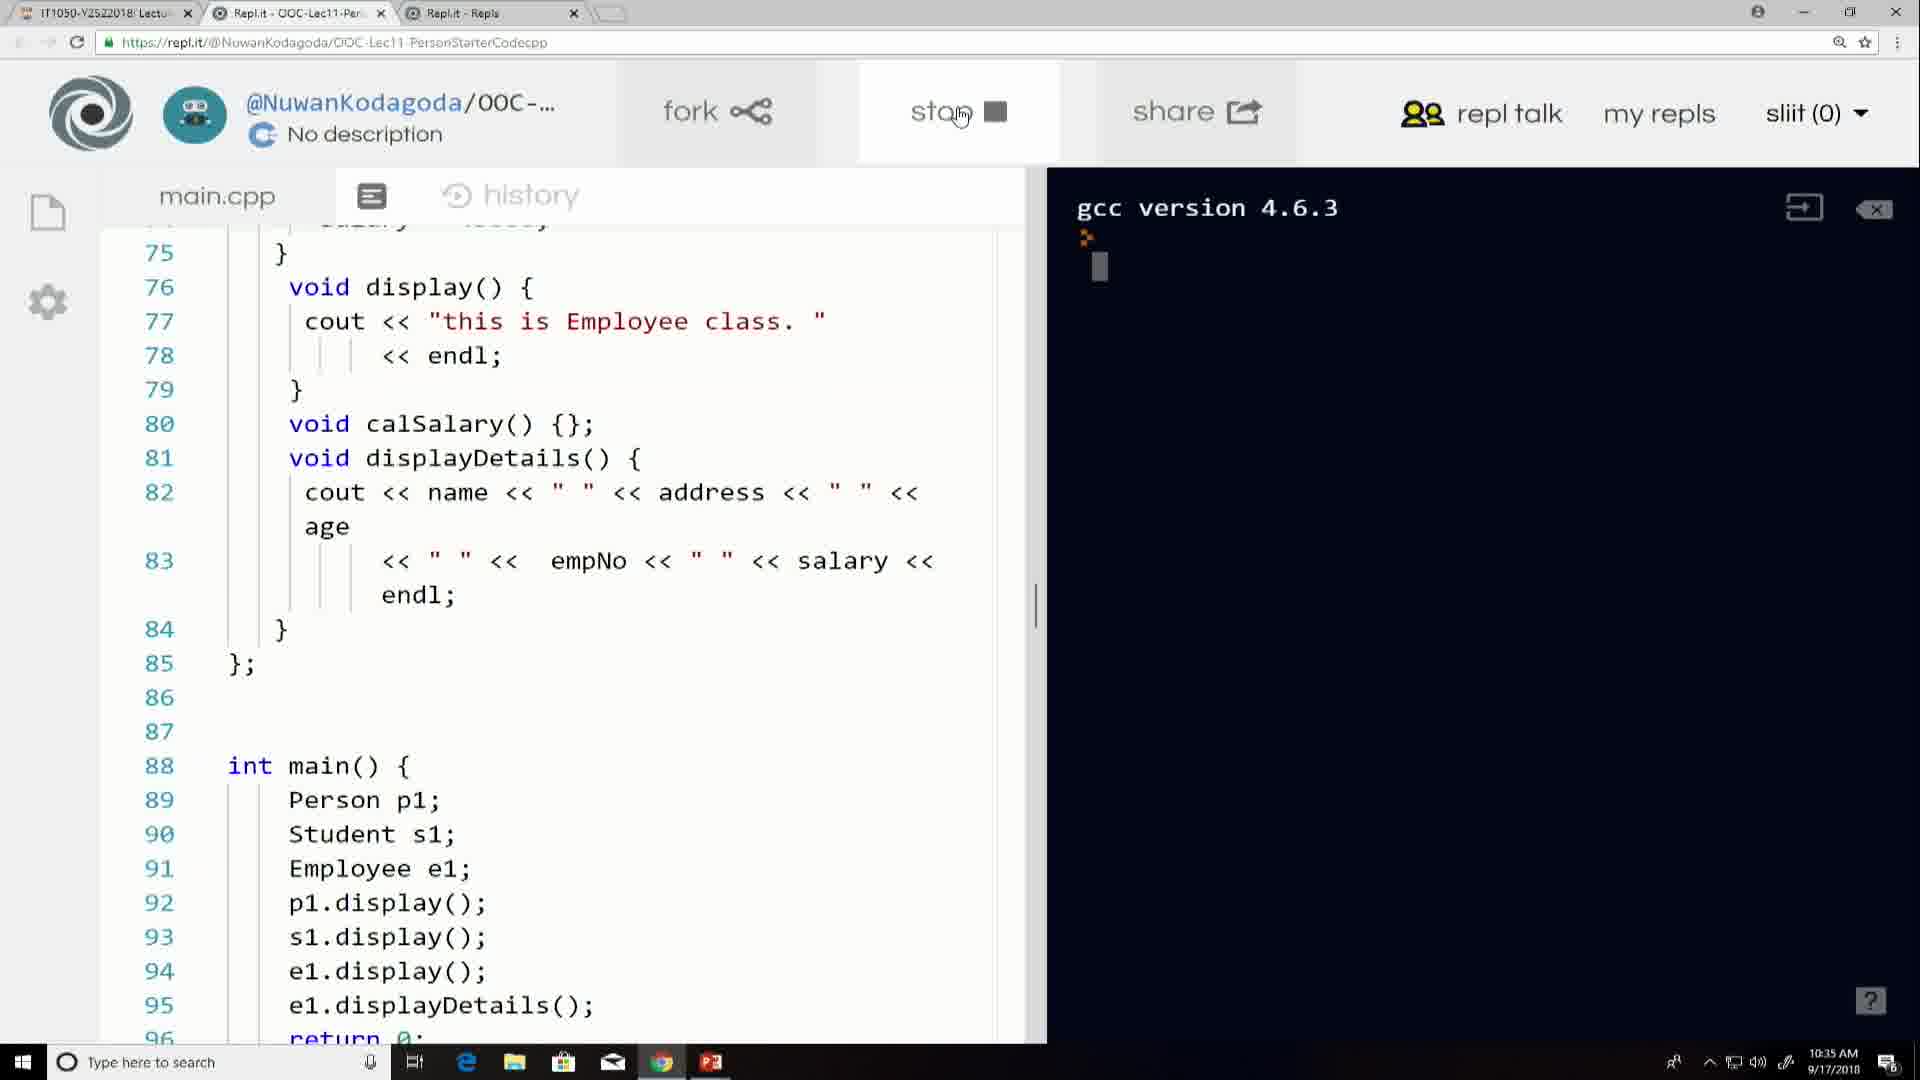 IT1050-Y2S22018: Lectu
Repl.it - OOC-Lec11-Per
Repl.it - Repls
https://repl.it/@NuwanKodagoda/OOC-Lec11-PersonStarterCodecpp
@NuwanKodagoda/OOC-...
No description
fork
stop
share
repl talk
my repls
sliit (0)
main.cpp
history
75 }
76 void display() {
77 cout << "this is Employee class. "
78 << endl;
79 }
80 void calSalary() {};
81 void displayDetails() {
82 cout << name << " " << address << " " <<
age
83 << " " << empNo << " " << salary <<
endl;
84 }
85 };
86
87
88 int main() {
89 Person p1;
90 Student s1;
91 Employee e1;
92 p1.display();
93 s1.display();
94 e1.display();
95 e1.displayDetails();
96 return 0;
gcc version 4.6.3
>
?
Type here to search
10:35 AM
9/17/2018